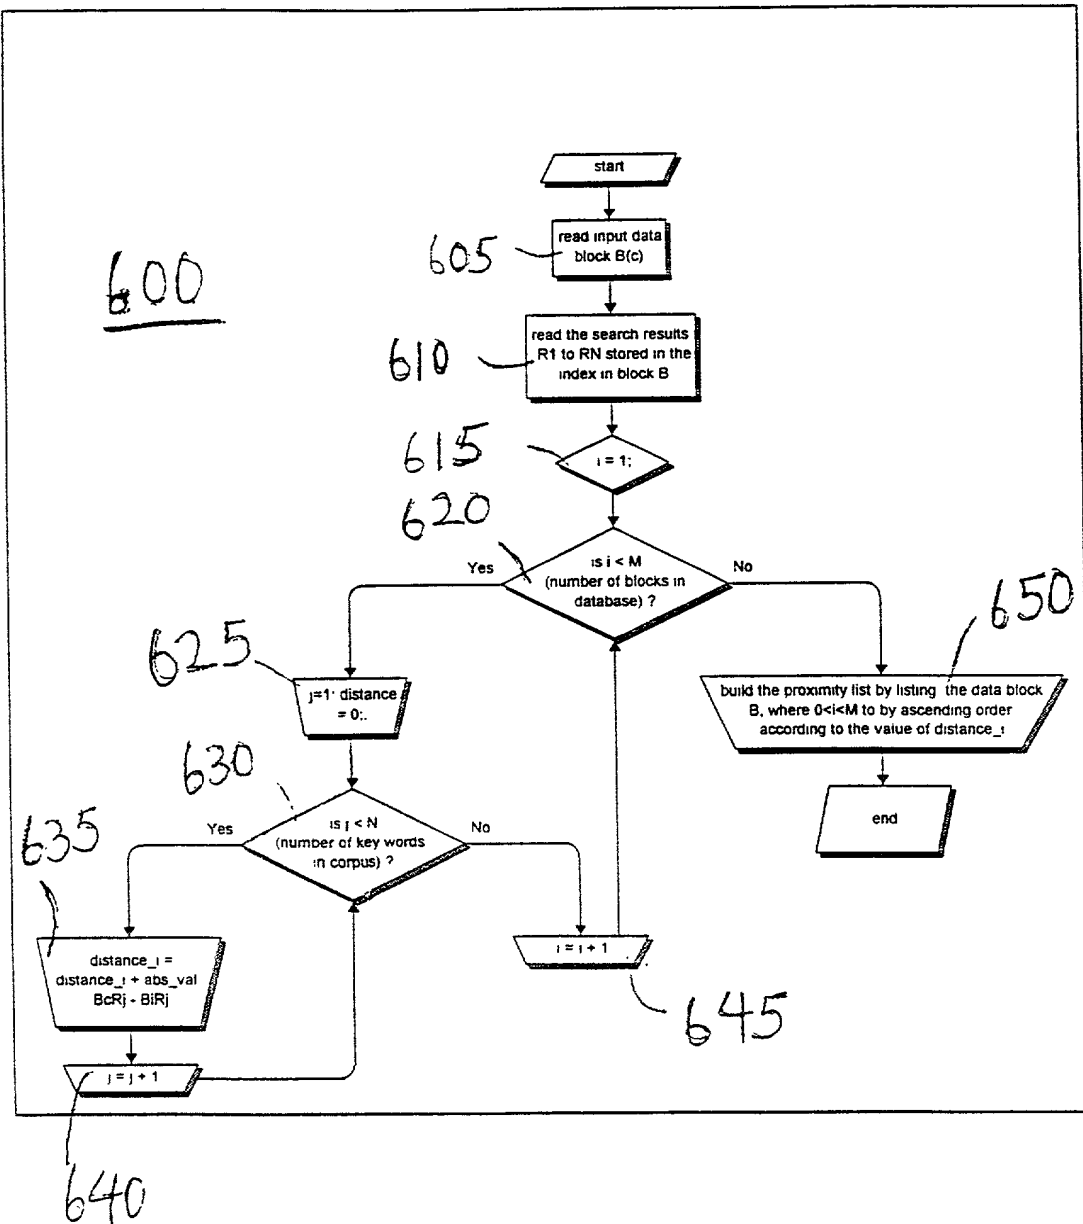 start
600
605
read input data
block B(c)
610
read the search results
R1 to RN stored in the
index in block B
615
i = 1;
620
is i < M
(number of blocks in
database) ?
Yes
No
650
625
j=1; distance
= 0;.
build the proximity list by listing the data block
B, where 0<i<M to by ascending order
according to the value of distance_i
630
end
635
is j < N
(number of key words
in corpus) ?
Yes
No
i = i + 1
distance_i =
distance_i + abs_val
BcRj - BiRj
645
j = j + 1
640